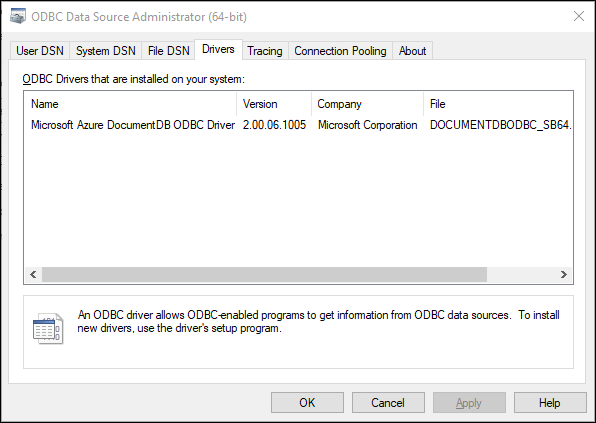 ODBC Data Source Administrator (64-bit)
User DSN System DSN File DSN Drivers Tracing Connection Pooling About
ODBC Drivers that are installed on your system:
Name Version Company File
Microsoft Azure DocumentDB ODBC Driver 2.00.06.1005 Microsoft Corporation DOCUMENTDBODBC_SB64.
An ODBC driver allows ODBC-enabled programs to get information from ODBC data sources. To install
new drivers, use the driver's setup program.
OK Cancel Apply Help